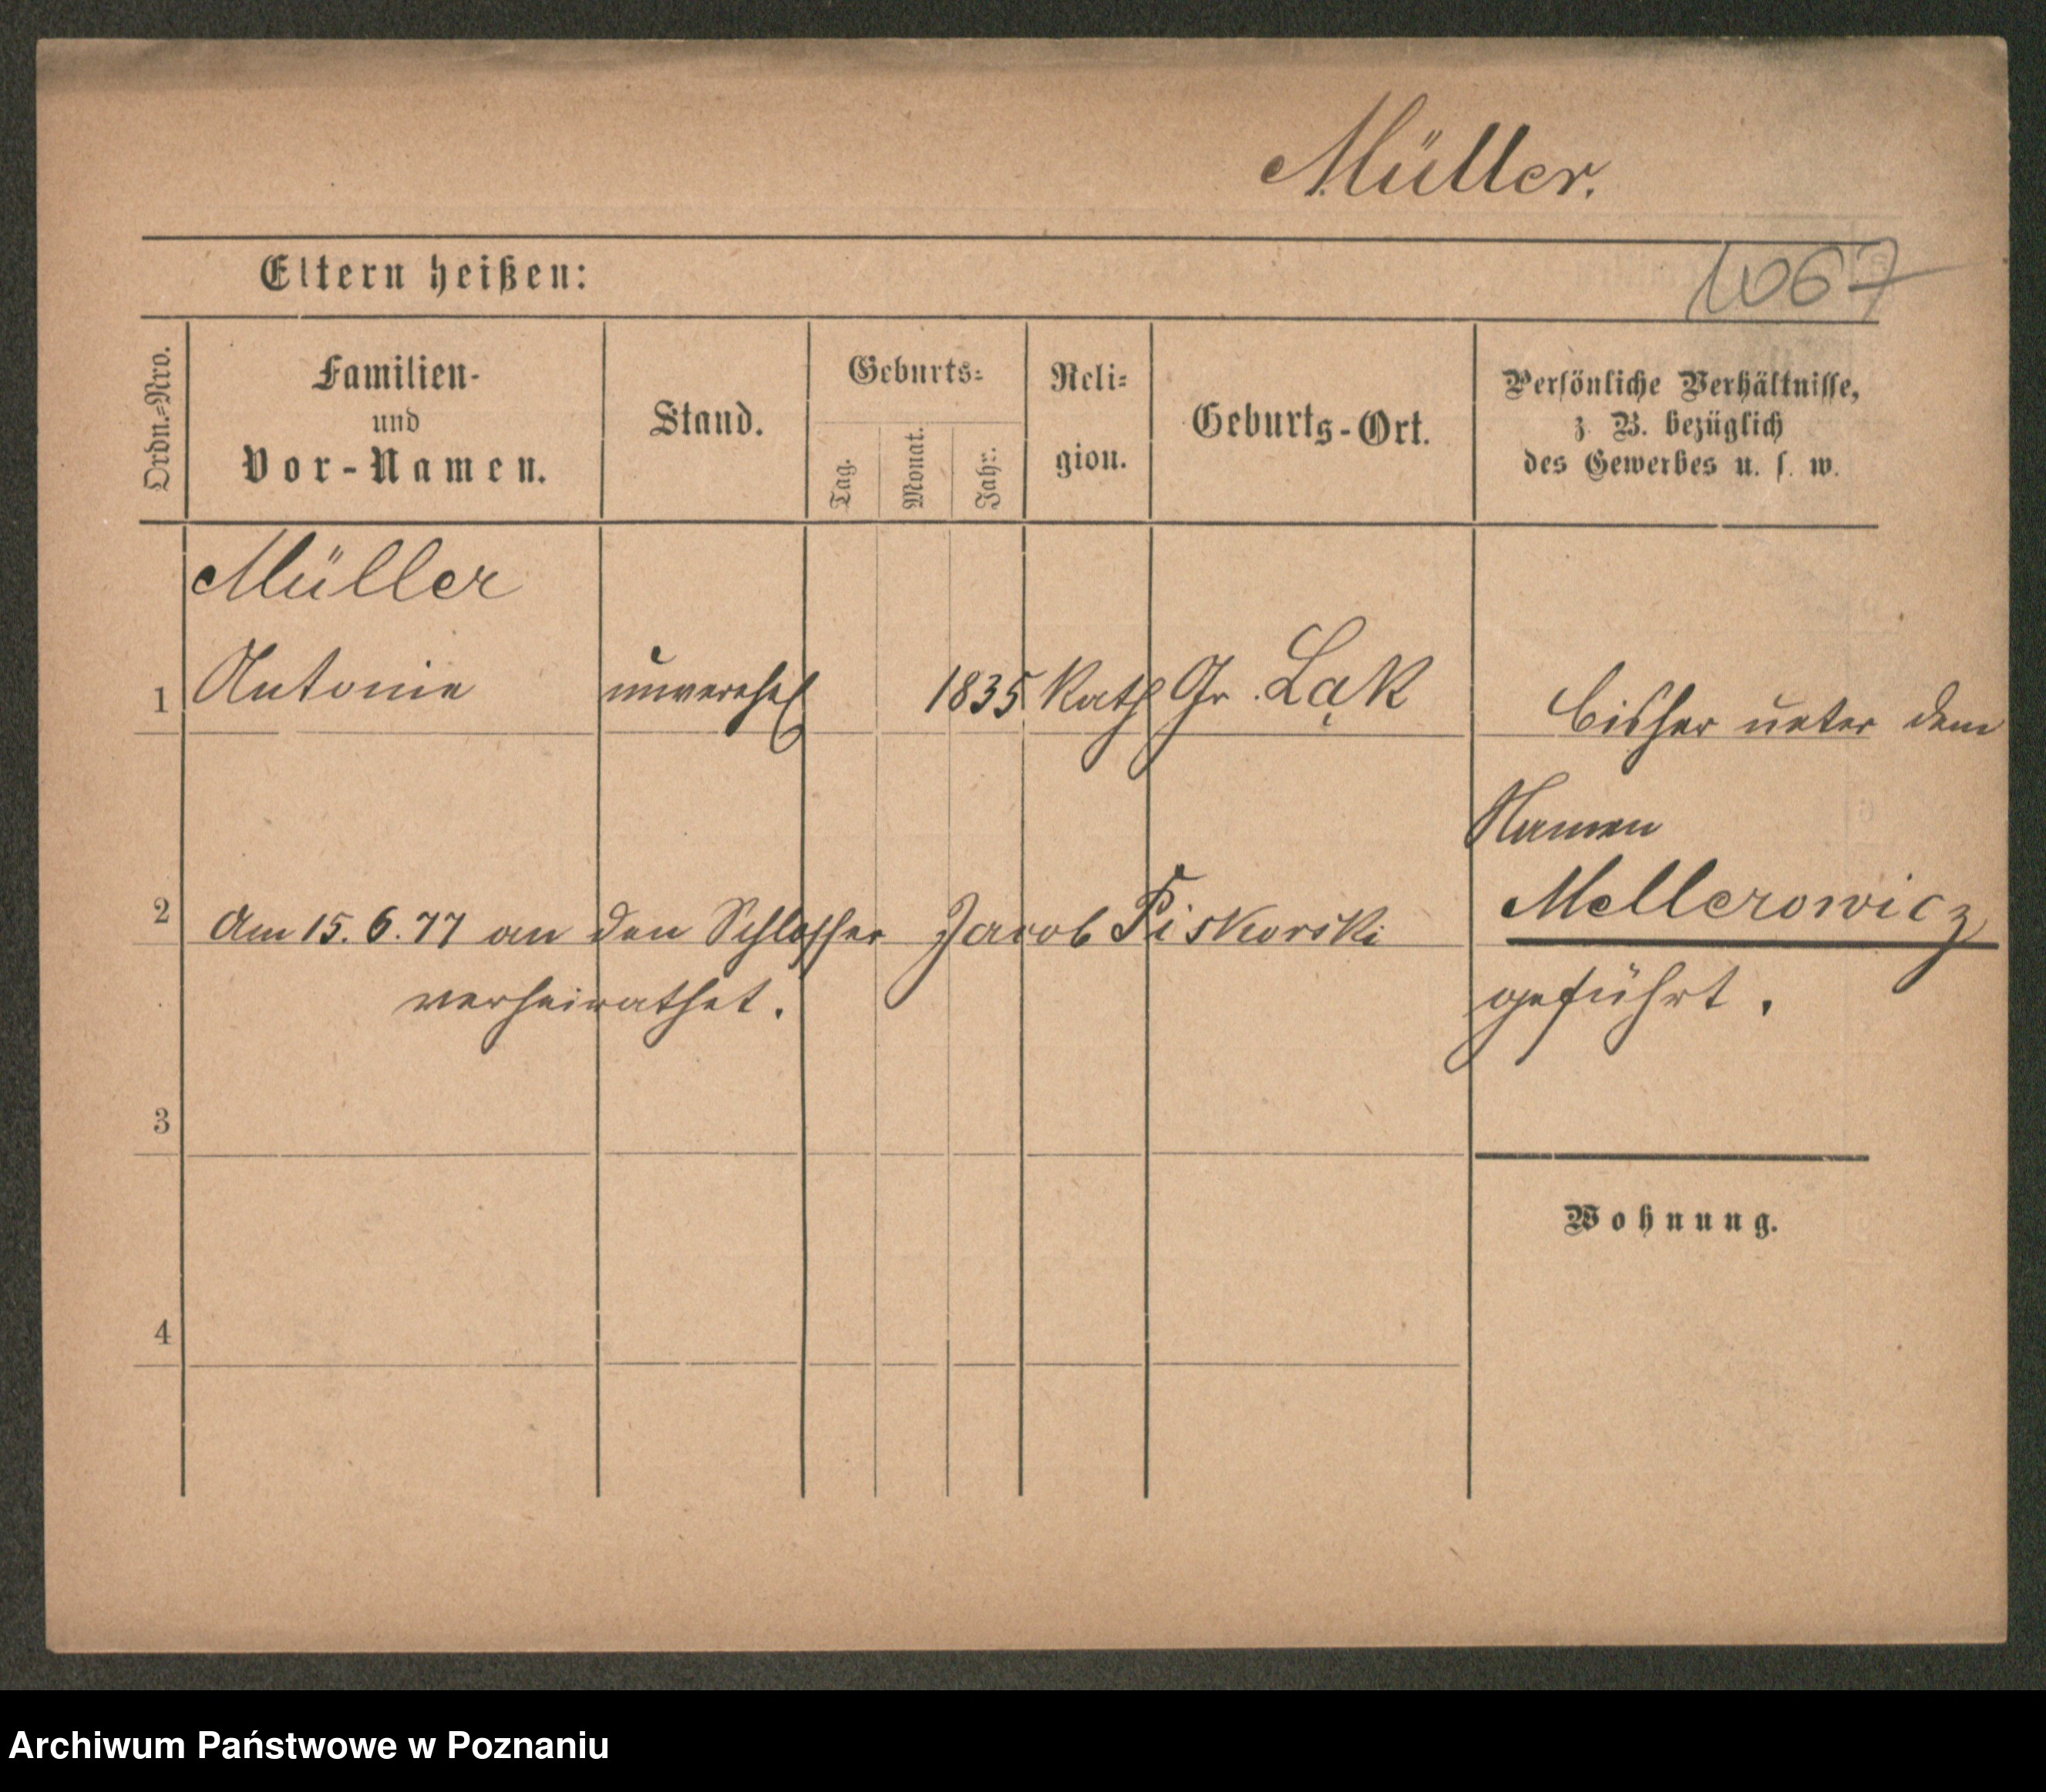 Müller.
Eltern heißen:
1067
Ordn.-Nro.
Familien-
und
Vor-Namen.
Stand.
Geburts-
Tag.
Monat.
Jahr.
Reli-
gion.
Geburts-Ort.
Persönliche Verhältnisse,
z. B. bezüglich
des Gewerbes u. s. w.
Müller
1 Antonie unverehel 1835 Kath Gr. Ląk
bisher unter dem
Namen
Mellerowicz
geführt.
2 Am 15. 6. 77 an den Schlosser Jacob Piskorski
verheirathet.
3
Wohnung.
4
Archiwum Państwowe w Poznaniu